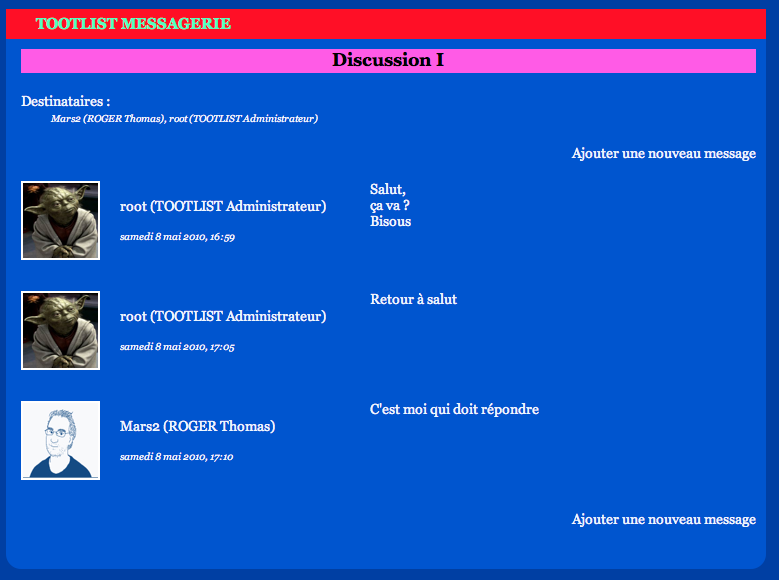 TOOTLIST MESSAGERIE
Discussion I
Destinataires :
Mars2 (ROGER Thomas), root (TOOTLIST Administrateur)
Ajouter une nouveau message
root (TOOTLIST Administrateur)
samedi 8 mai 2010, 16:59
Salut,
ça va ?
Bisous
root (TOOTLIST Administrateur)
samedi 8 mai 2010, 17:05
Retour à salut
Mars2 (ROGER Thomas)
samedi 8 mai 2010, 17:10
C'est moi qui doit répondre
Ajouter une nouveau message